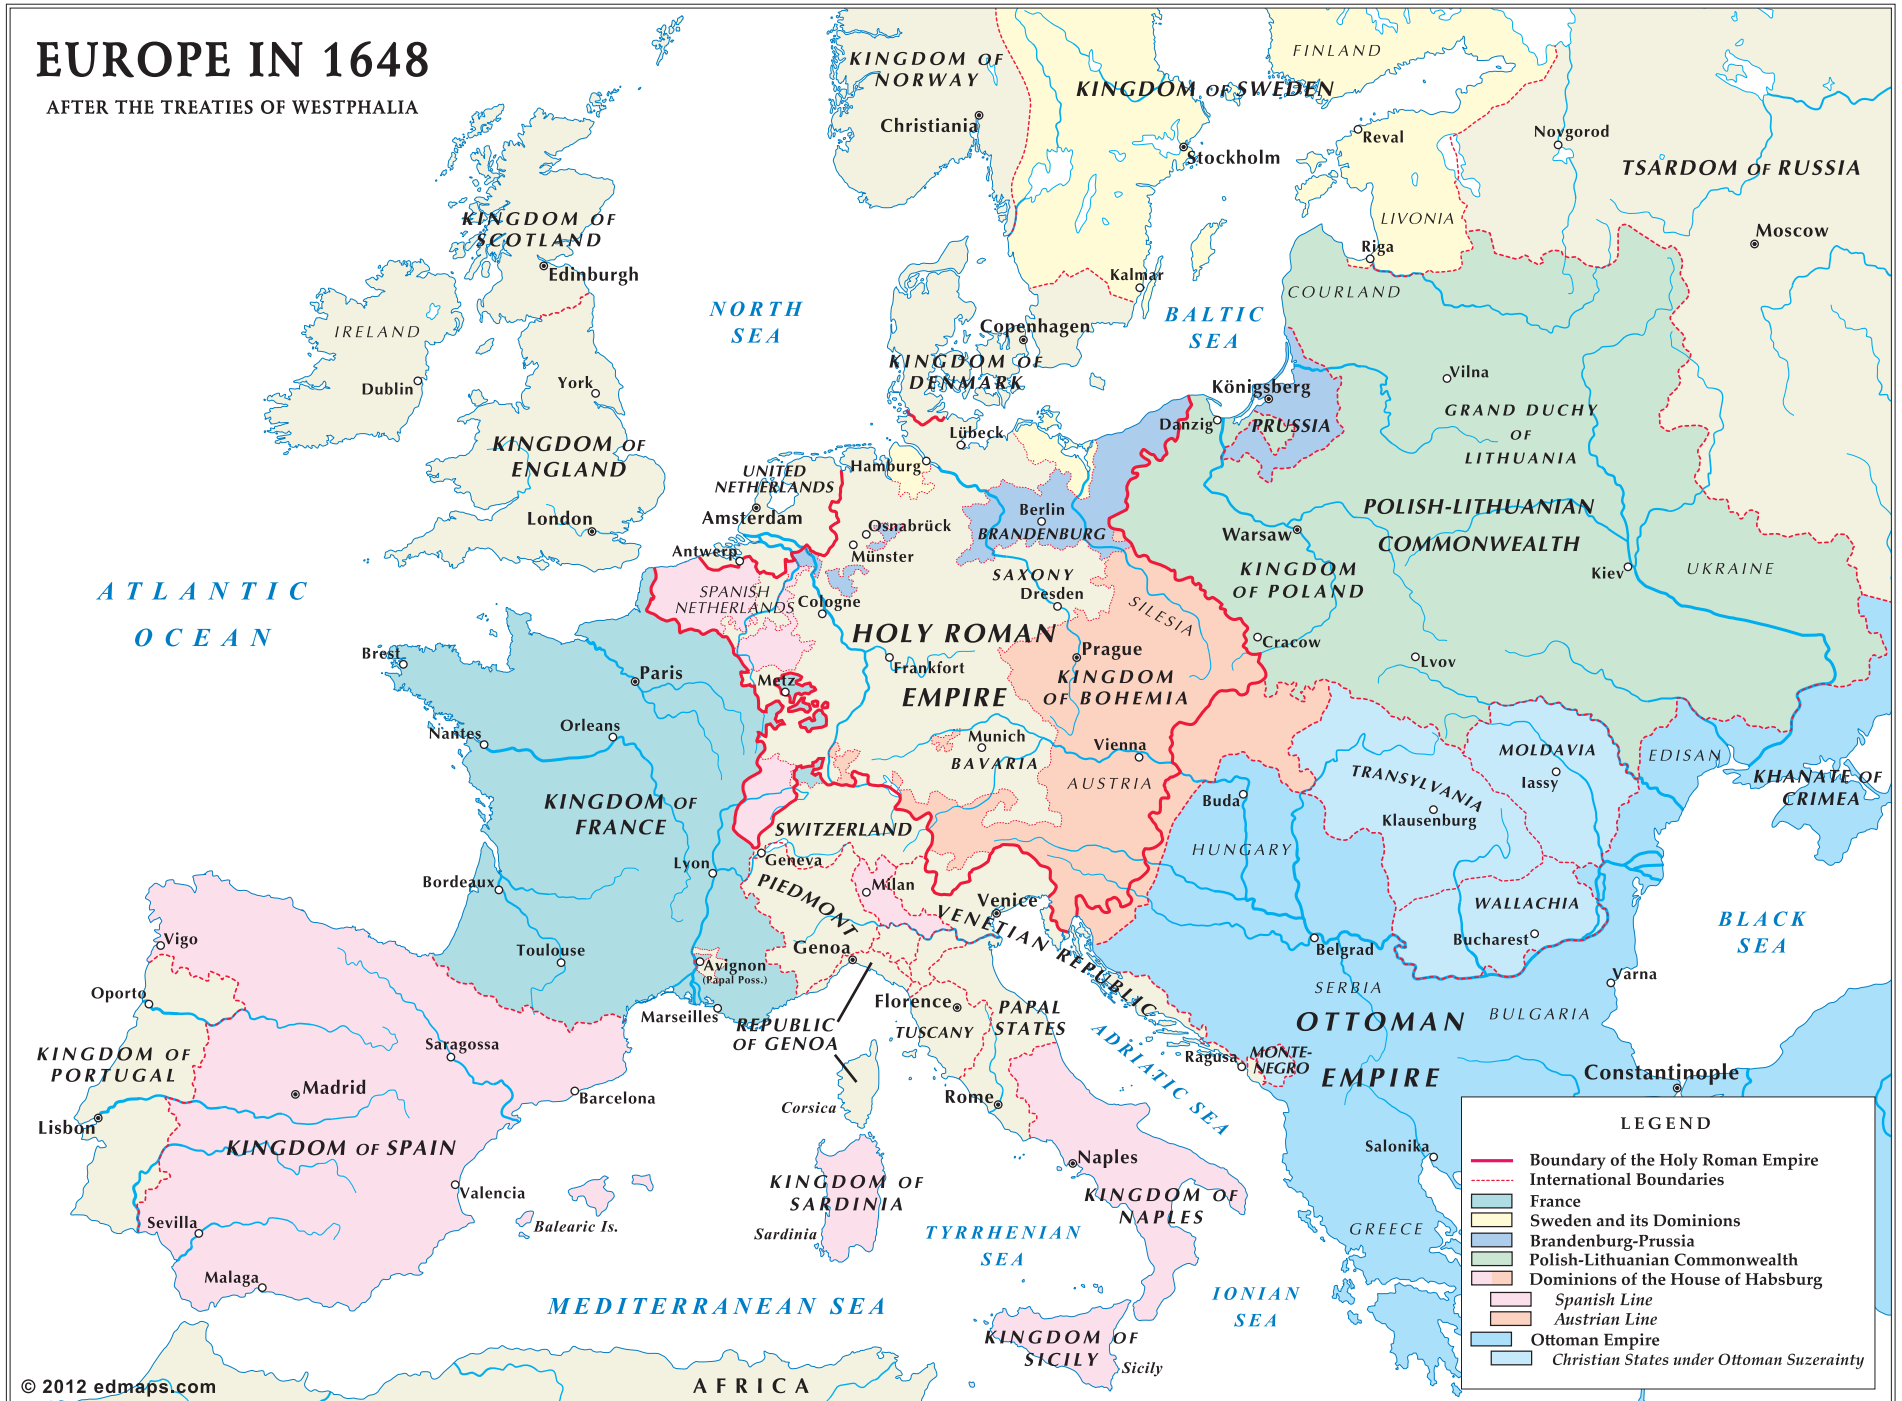 EUROPE IN 1648
AFTER THE TREATIES OF WESTPHALIA
KINGDOM OF
NORWAY
Christiania
KINGDOM OF SWEDEN
FINLAND
Stockholm
Reval
Novgorod
TSARDOM OF RUSSIA
LIVONIA
Riga
Moscow
Kalmar
COURLAND
KINGDOM OF
SCOTLAND
Edinburgh
IRELAND
Dublin
York
KINGDOM OF
ENGLAND
London
NORTH
SEA
BALTIC
SEA
Copenhagen
KINGDOM OF
DENMARK
Lübeck
Hamburg
Königsberg
Danzig
PRUSSIA
Vilna
GRAND DUCHY
OF
LITHUANIA
POLISH-LITHUANIAN
COMMONWEALTH
Warsaw
KINGDOM
OF POLAND
Kiev
UKRAINE
Cracow
Lvov
UNITED
NETHERLANDS
Amsterdam
Osnabrück
Münster
Berlin
BRANDENBURG
Antwerp
SPANISH
NETHERLANDS
Cologne
SAXONY
Dresden
SILESIA
HOLY ROMAN
EMPIRE
Frankfort
Prague
KINGDOM
OF BOHEMIA
Metz
Munich
BAVARIA
Vienna
AUSTRIA
ATLANTIC
OCEAN
Brest
Paris
Orleans
Nantes
KINGDOM OF
FRANCE
Lyon
Bordeaux
Toulouse
Avignon
(Papal Poss.)
Marseilles
SWITZERLAND
Geneva
PIEDMONT
Milan
Genoa
Venice
VENETIAN REPUBLIC
REPUBLIC
OF GENOA
Florence
TUSCANY
PAPAL
STATES
Rome
Corsica
KINGDOM OF
SARDINIA
Sardinia
Naples
KINGDOM OF
NAPLES
KINGDOM OF
SICILY
Sicily
ADRIATIC SEA
TYRRHENIAN
SEA
IONIAN
SEA
MEDITERRANEAN SEA
Vigo
Oporto
KINGDOM OF
PORTUGAL
Lisbon
Madrid
Saragossa
Barcelona
KINGDOM OF SPAIN
Valencia
Balearic Is.
Sevilla
Malaga
AFRICA
Buda
HUNGARY
TRANSYLVANIA
Klausenburg
MOLDAVIA
Iassy
EDISAN
KHANATE OF
CRIMEA
WALLACHIA
Bucharest
Belgrad
SERBIA
BULGARIA
Varna
BLACK
SEA
OTTOMAN
EMPIRE
Ragusa
MONTE-
NEGRO
Constantinople
Salonika
GREECE
LEGEND
Boundary of the Holy Roman Empire
International Boundaries
France
Sweden and its Dominions
Brandenburg-Prussia
Polish-Lithuanian Commonwealth
Dominions of the House of Habsburg
Spanish Line
Austrian Line
Ottoman Empire
Christian States under Ottoman Suzerainty
© 2012 edmaps.com